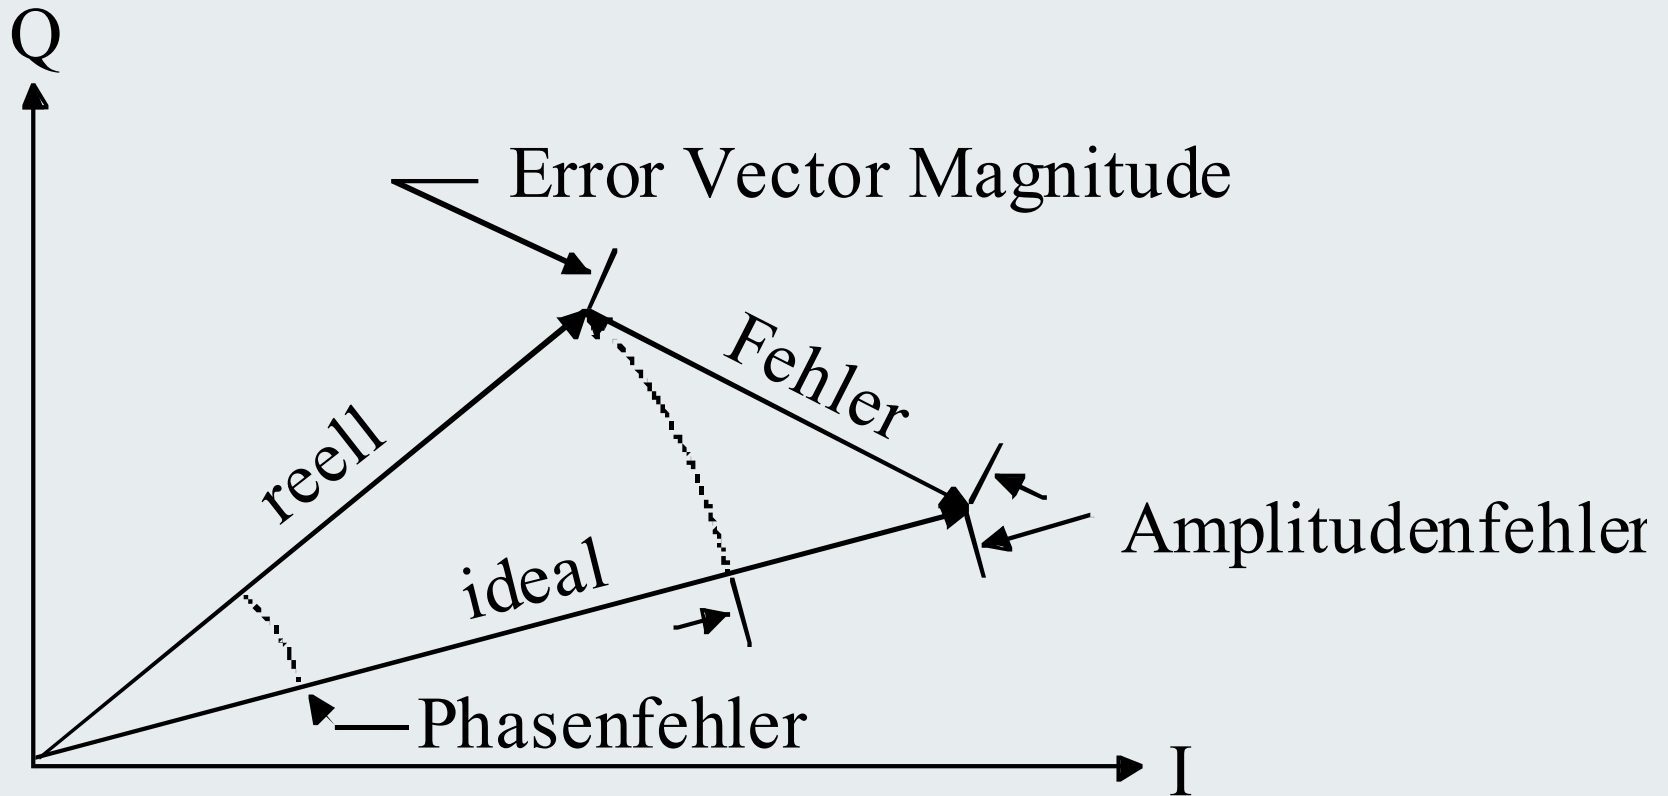 Q
Error Vector Magnitude
Fehler
reell
Amplitudenfehler
ideal
Phasenfehler
I